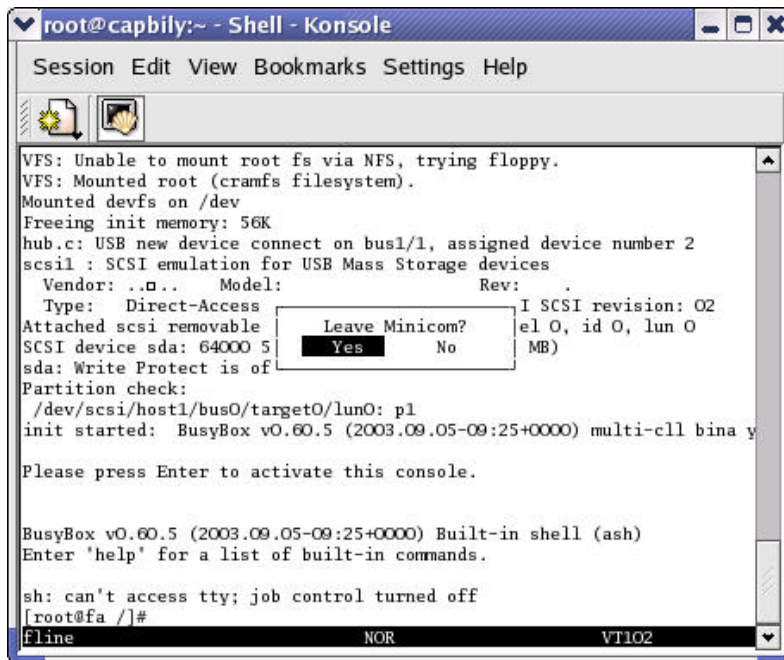 root@capbily:~ - Shell - Konsole
Session Edit View Bookmarks Settings Help
VFS: Unable to mount root fs via NFS, trying floppy.
VFS: Mounted root (cramfs filesystem).
Mounted devfs on /dev
Freeing init memory: 56K
hub.c: USB new device connect on bus1/1, assigned device number 2
scsi1 : SCSI emulation for USB Mass Storage devices
Vendor: ..¤.. Model: Rev: .
Type: Direct-Access I SCSI revision: 02
Attached scsi removable Leave Minicom? el 0, id 0, lun 0
SCSI device sda: 64000 5 Yes No MB)
sda: Write Protect is of
Partition check:
/dev/scsi/host1/bus0/target0/lun0: p1
init started: BusyBox v0.60.5 (2003.09.05-09:25+0000) multi-cll bina y
Please press Enter to activate this console.
BusyBox v0.60.5 (2003.09.05-09:25+0000) Built-in shell (ash)
Enter 'help' for a list of built-in commands.
sh: can't access tty; job control turned off
[root@fa /]#
fline NOR VT102